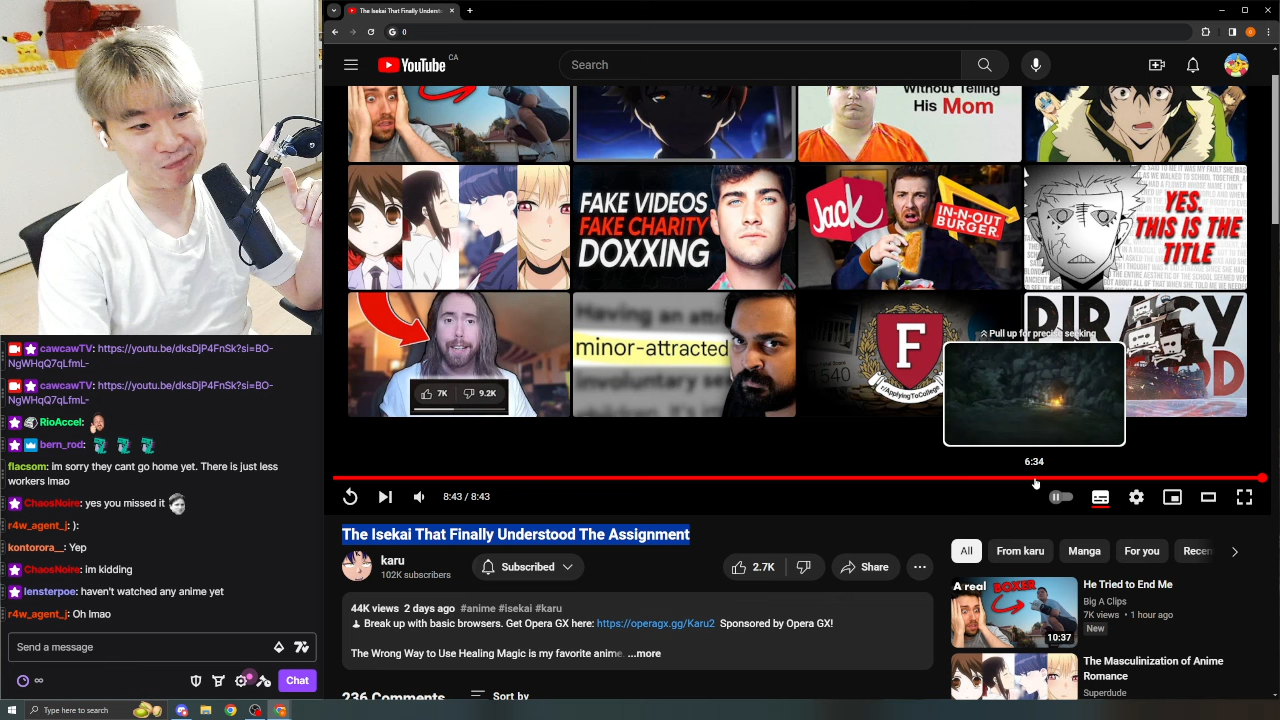 The Isekai That Finally Underst
0
YouTube
CA
Search
Without Telling
His Mom
FAKE VIDEOS
FAKE CHARITY
DOXXING
Jack
IN-N-OUT
BURGER.
YES.
THIS IS THE
TITLE
7K
9.2K
Having an
minor-attracted
involuntary
1540
F
r/ApplyingToCollege
PIRACY
Pull up for precise seeking
6:34
8:43 / 8:43
The Isekai That Finally Understood The Assignment
karu
102K subscribers
Subscribed
2.7K
Share
44K views 2 days ago #anime #isekai #karu
Break up with basic browsers. Get Opera GX here: https://operagx.gg/Karu2 Sponsored by Opera GX!
The Wrong Way to Use Healing Magic is my favorite anime. ...more
236 Comments
Sort by
All
From karu
Manga
For you
Recen
A real
BOXER
10:37
He Tried to End Me
Big A Clips
7K views • 1 hour ago
New
The Masculinization of Anime
Romance
Superdude
cawcawTV: https://youtu.be/dksDjP4FnSk?si=BO-
NgWHqQ7qLfmL-
cawcawTV: https://youtu.be/dksDjP4FnSk?si=BO-
NgWHqQ7qLfmL-
RioAccel:
bern_rod:
flacsom: im sorry they cant go home yet. There is just less
workers lmao
ChaosNoire: yes you missed it
r4w_agent_j: ):
kontorora__: Yep
ChaosNoire: im kidding
lensterpoe: haven't watched any anime yet
r4w_agent_j: Oh lmao
Send a message
Chat
Type here to search